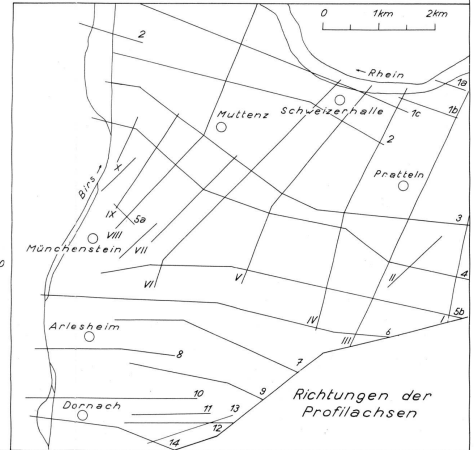 0 1km 2km
2
Rhein
1a
Schweizerhalle
1c
1b
Muttenz
2
Pratteln
X
Birs
IX
5a
3
VIII
Münchenstein
VII
II
4
VI
V
IV
I
5b
III
6
Arlesheim
8
7
10
9
Richtungen der
Profilachsen
11
13
Dornach
12
14
0